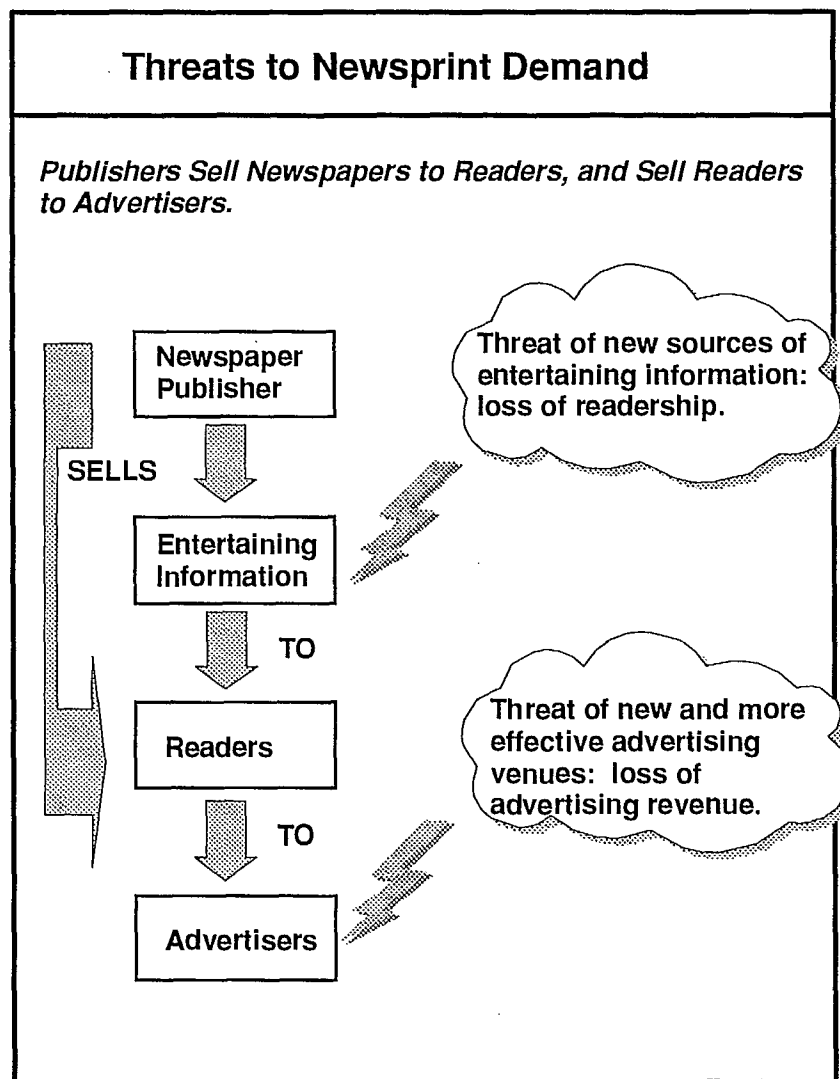 Threats to Newsprint Demand
Publishers Sell Newspapers to Readers, and Sell Readers
to Advertisers.
Newspaper
Publisher
Threat of new sources of
entertaining information:
loss of readership.
SELLS
Entertaining
Information
TO
Readers
Threat of new and more
effective advertising
venues: loss of
advertising revenue.
TO
Advertisers